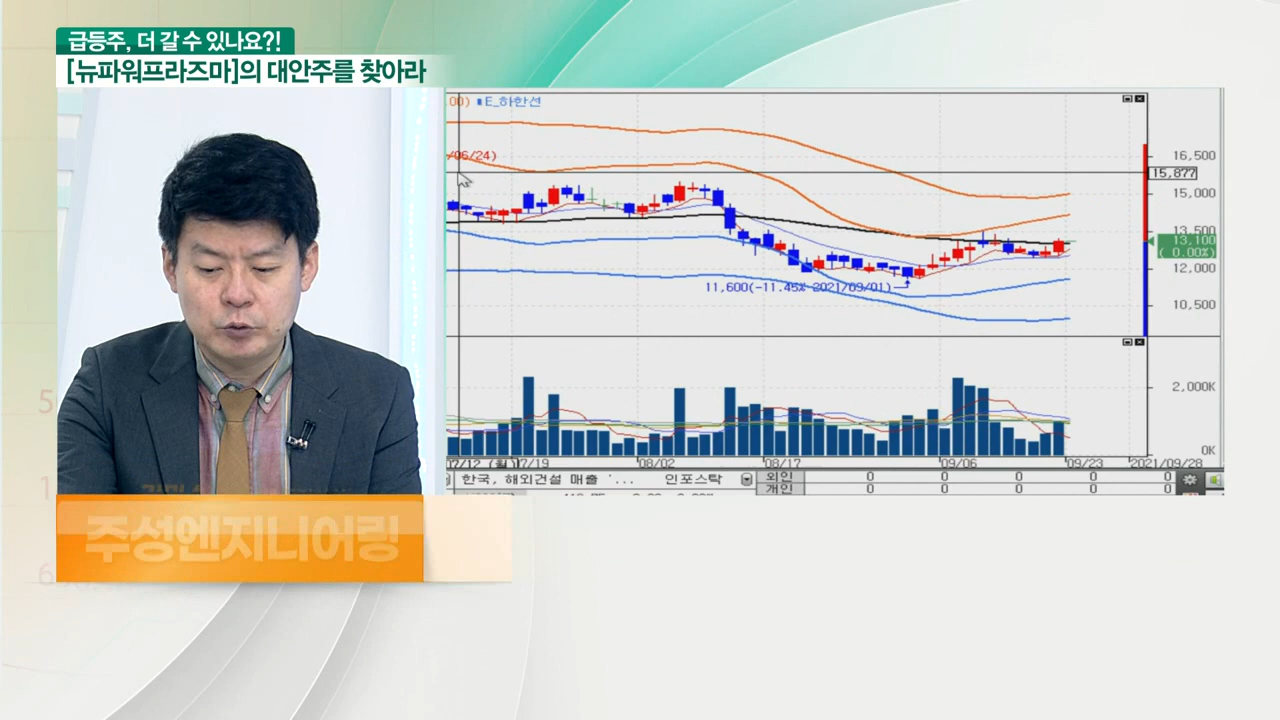 급등주, 더 갈 수 있나요?!
[뉴파워프라즈마]의 대안주를 찾아라
00) E_하한선
/06/24)
16,500
15,877
15,000
13,500
13,100
( 0.00%)
12,000
11,600(-11.45% 2021/09/01)
10,500
2,000K
0K
(월) 7/19 08/02 08/17 09/06 09/23 2021/09/28
한국, 해외건설 매출 '... 인포스탁 외인 0 0 0 0 0
개인 0 0 0 0 0
주성엔지니어링